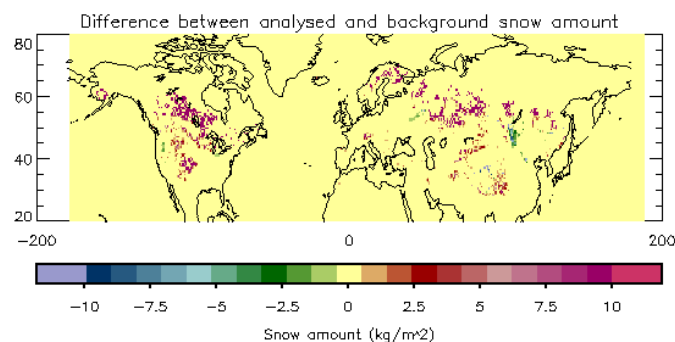 Difference between analysed and background snow amount
80
60
40
20
-200 0 200
-10 -7.5 -5 -2.5 0 2.5 5 7.5 10
Snow amount (kg/m^2)